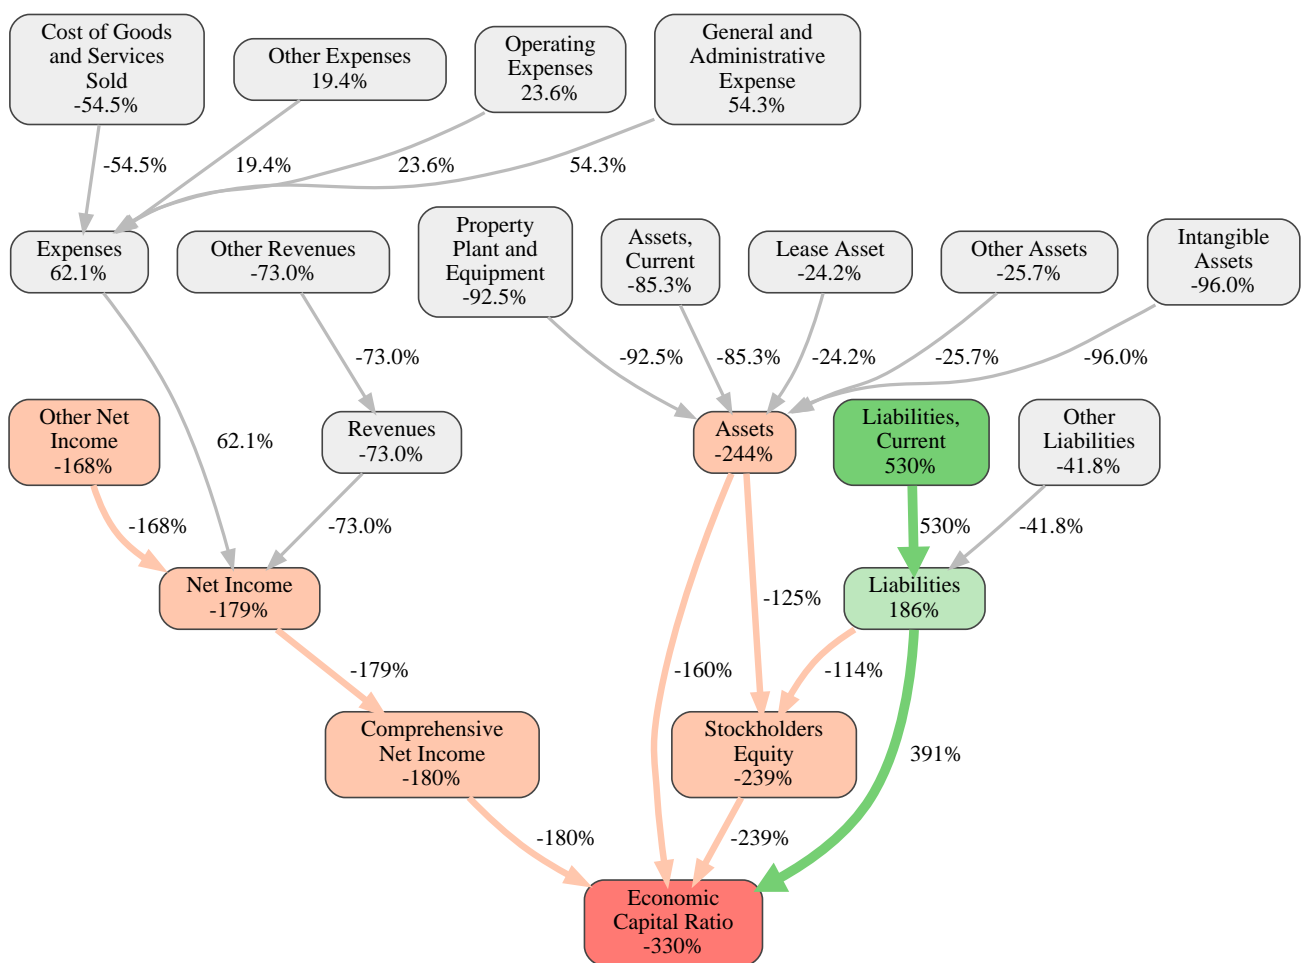 Cost of Goods
and Services
Sold
-54.5%
Other Expenses
19.4%
Operating
Expenses
23.6%
General and
Administrative
Expense
54.3%
-54.5%
19.4%
23.6%
54.3%
Expenses
62.1%
Other Revenues
-73.0%
Property
Plant and
Equipment
-92.5%
Assets,
Current
-85.3%
Lease Asset
-24.2%
Other Assets
-25.7%
Intangible
Assets
-96.0%
-73.0%
-92.5%
-85.3%
-24.2%
-25.7%
-96.0%
Other Net
Income
-168%
62.1%
Revenues
-73.0%
Assets
-244%
Liabilities,
Current
530%
Other
Liabilities
-41.8%
-168%
-73.0%
530%
-41.8%
Net Income
-179%
-125%
Liabilities
186%
-179%
-160%
-114%
Comprehensive
Net Income
-180%
Stockholders
Equity
-239%
391%
-180%
-239%
Economic
Capital Ratio
-330%